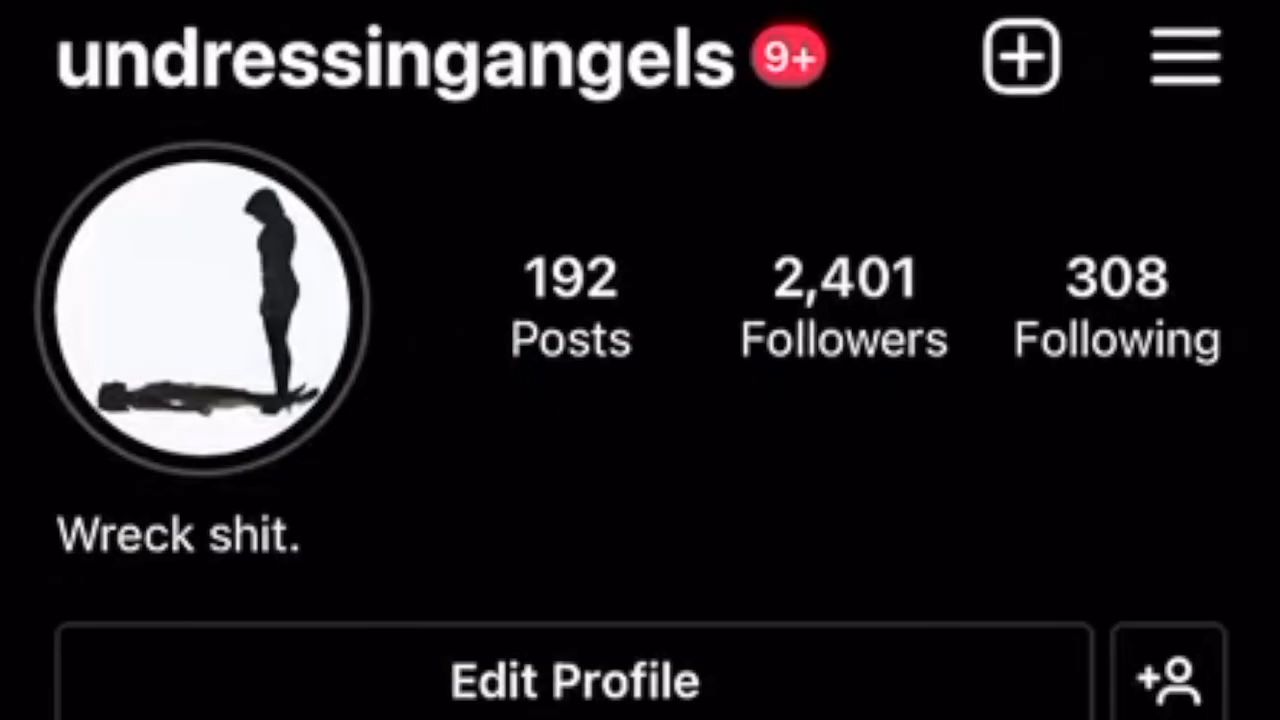 undressingangels 9+
192 2,401 308
Posts Followers Following
Wreck shit.
Edit Profile